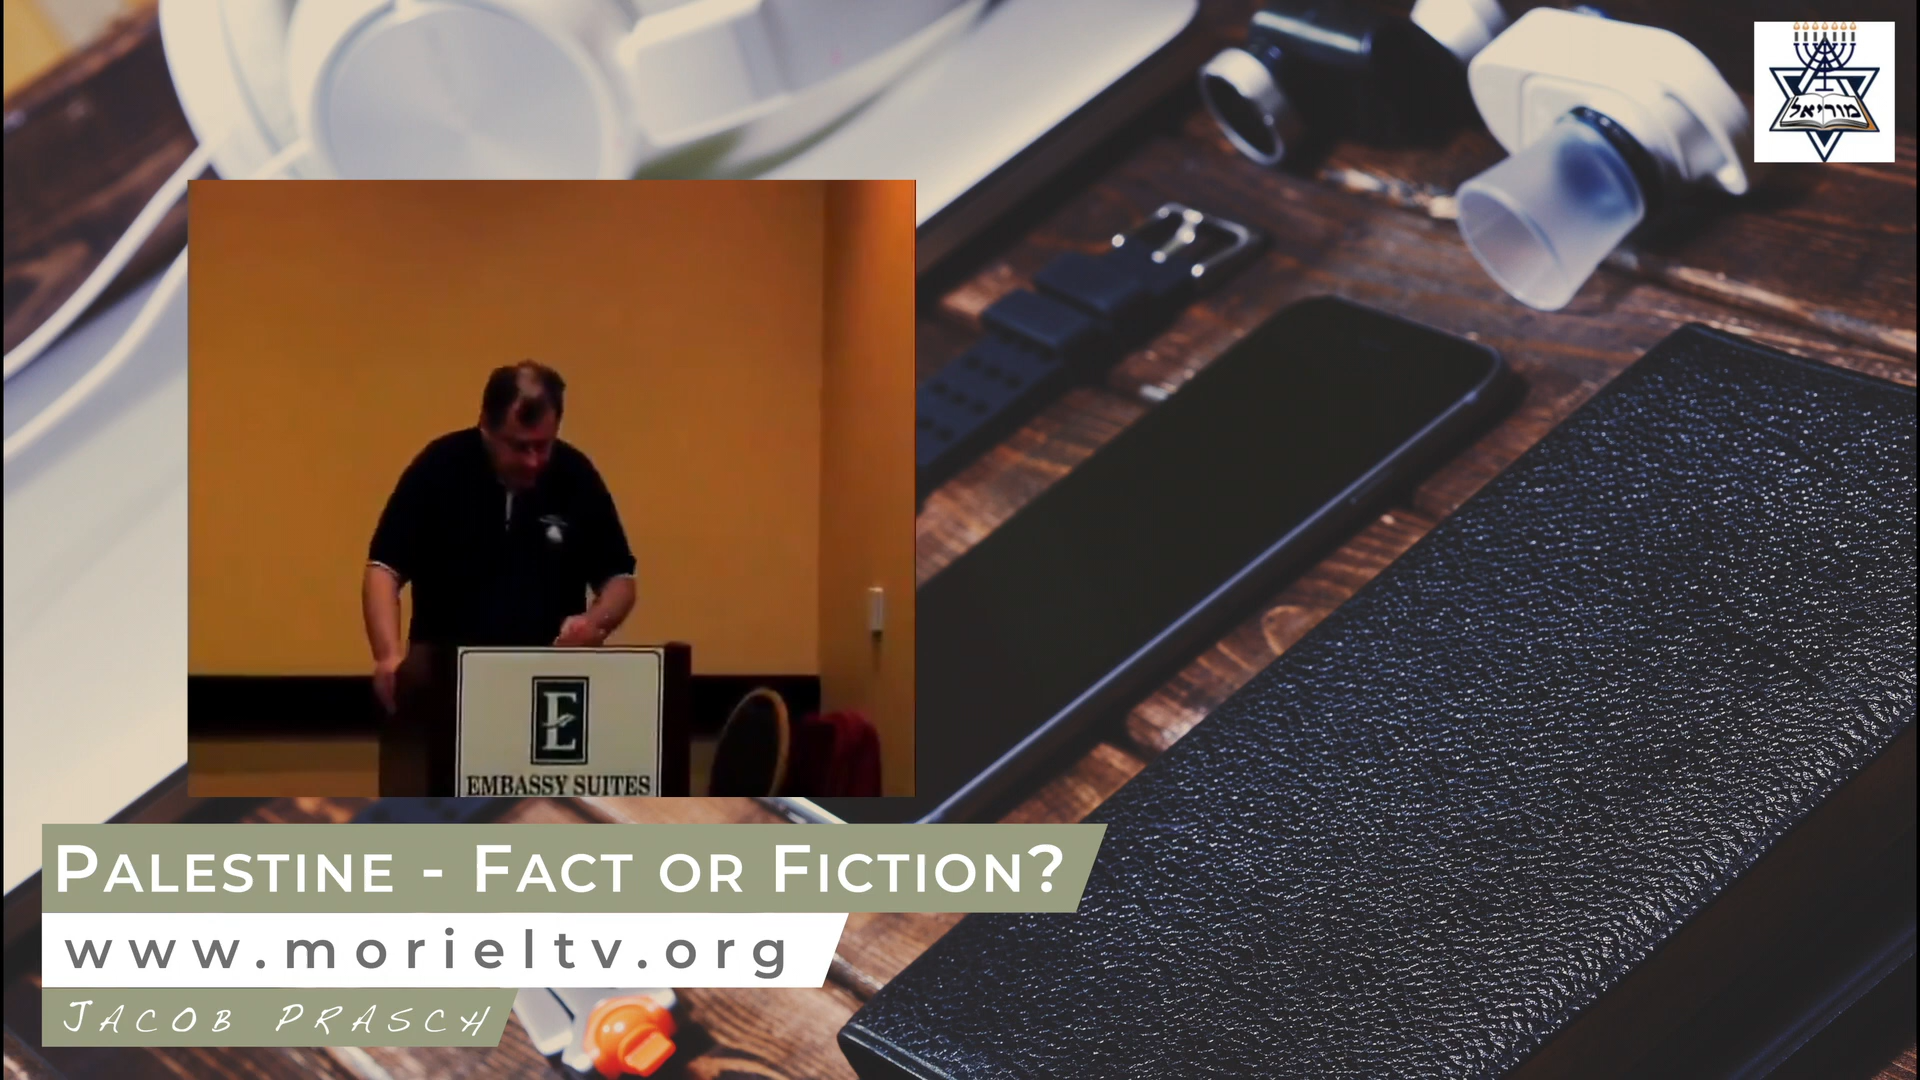 מוריאל
E
L
EMBASSY SUITES
PALESTINE - FACT OR FICTION?
www.morieltv.org
JACOB PRASCH